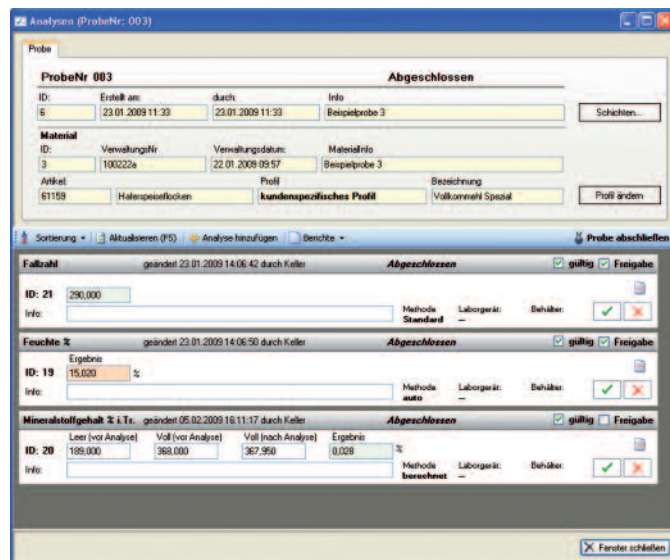 Analysen (ProbeNr: 003)
Probe
ProbeNr 003 Abgeschlossen
ID: Erstellt am: durch: Info
6 23.01.2009 11:33 23.01.2009 11:33 Beispielprobe 3 Schichten...
Material
ID: VerwaltungsNr Verwaltungsdatum: MaterialInfo
3 100222a 22.01.2009 09:57 Beispielprobe 3
Artikel: Profil Bezeichnung
61159 Haferspeiseflocken kundenspezifisches Profil Vollkornmehl Spezial Profil ändern
Sortierung Aktualisieren (F5) Analyse hinzufügen Berichte Probe abschließen
Fallzahl geändert 23.01.2009 14:06:42 durch Keller Abgeschlossen gültig Freigabe
ID: 21 290,000
Info: Methode Laborgerät: Behälter:
Standard --
Feuchte % geändert 23.01.2009 14:06:50 durch Keller Abgeschlossen gültig Freigabe
Ergebnis
ID: 19 15,020 %
Info: Methode Laborgerät: Behälter:
auto --
Mineralstoffgehalt % i.Tr. geändert 05.02.2009 16:11:17 durch Keller Abgeschlossen gültig Freigabe
Leer (vor Analyse) Voll (vor Analyse) Voll (nach Analyse) Ergebnis
ID: 20 189,000 368,000 367,950 0,028 %
Info: Methode Laborgerät: Behälter:
berechnet --
Fenster schließen